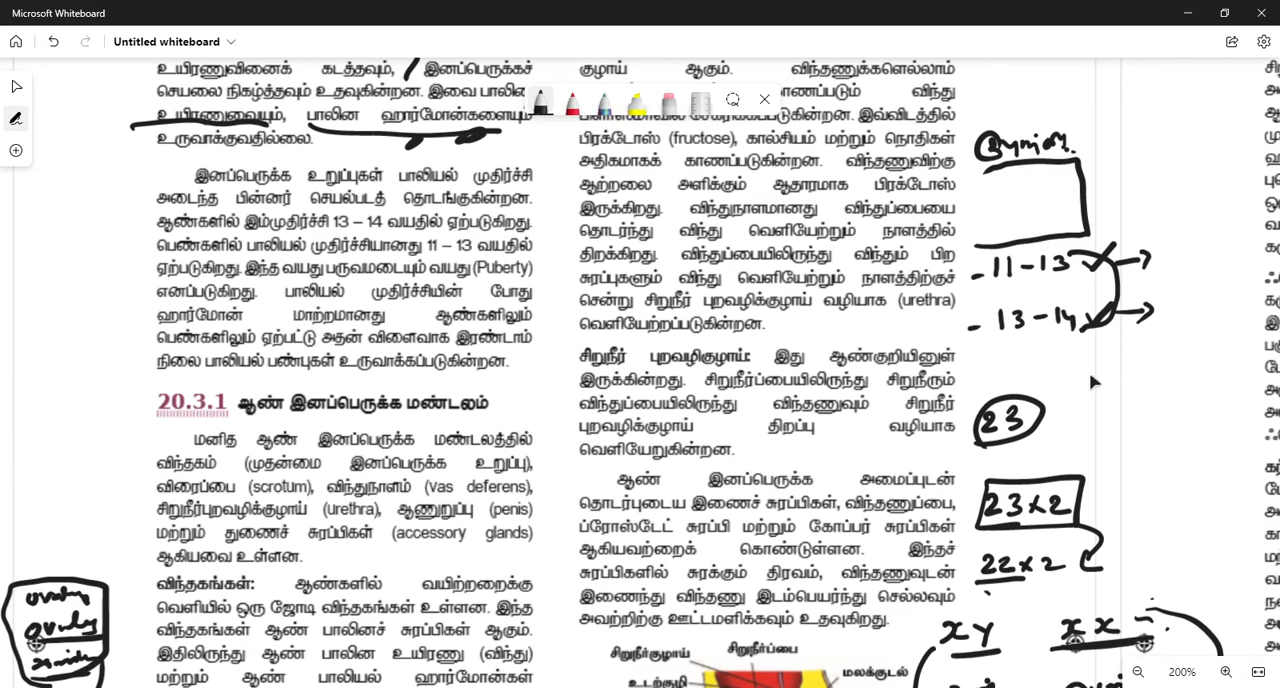 Microsoft Whiteboard
Untitled whiteboard
உயிரணுவினைக் கடத்தவும், இனப்பெருக்கச்
செயலை நிகழ்த்தவும் உதவுகின்றன. இவை பாலின
உயிரணுவையும், பாலின ஹார்மோன்களையும்
உருவாக்குவதில்லை.
இனப்பெருக்க உறுப்புகள் பாலியல் முதிர்ச்சி
அடைந்த பின்னர் செயல்படத் தொடங்குகின்றன.
ஆண்களில் இம்முதிர்ச்சி 13 – 14 வயதில் ஏற்படுகிறது.
பெண்களில் பாலியல் முதிர்ச்சியானது 11 – 13 வயதில்
ஏற்படுகிறது. இந்த வயது பருவமடையும் வயது (Puberty)
எனப்படுகிறது. பாலியல் முதிர்ச்சியின் போது
ஹார்மோன் மாற்றமானது ஆண்களிலும்
பெண்களிலும் ஏற்பட்டு அதன் விளைவாக இரண்டாம்
நிலை பாலியல் பண்புகள் உருவாக்கப்படுகின்றன.
20.3.1 ஆண் இனப்பெருக்க மண்டலம்
மனித ஆண் இனப்பெருக்க மண்டலத்தில்
விந்தகம் (முதன்மை இனப்பெருக்க உறுப்பு),
விரைப்பை (scrotum), விந்துநாளம் (vas deferens),
சிறுநீர்புறவழிக்குழாய் (urethra), ஆணுறுப்பு (penis)
மற்றும் துணைச் சுரப்பிகள் (accessory glands)
ஆகியவை உள்ளன.
விந்தகங்கள்: ஆண்களில் வயிற்றறைக்கு
வெளியில் ஒரு ஜோடி விந்தகங்கள் உள்ளன. இந்த
விந்தகங்கள் ஆண் பாலினச் சுரப்பிகள் ஆகும்.
இதிலிருந்து ஆண் பாலின உயிரணு (விந்து)
மற்றும் ஆண் பாலியல் ஹார்மோன்கள்
குழாய் ஆகும். விந்தணுக்களெல்லாம்
காணப்படும் விந்து
சேகரிக்கப்படுகின்றன. இவ்விடத்தில்
பிரக்டோஸ் (fructose), கால்சியம் மற்றும் நொதிகள்
அதிகமாகக் காணப்படுகின்றன. விந்தணுவிற்கு
ஆற்றலை அளிக்கும் ஆதாரமாக பிரக்டோஸ்
இருக்கிறது. விந்துநாளமானது விந்துப்பையை
தொடர்ந்து விந்து வெளியேற்றும் நாளத்தில்
திறக்கிறது. விந்துப்பையிலிருந்து விந்தும் பிற
சுரப்புகளும் விந்து வெளியேற்றும் நாளத்திற்குச்
சென்று சிறுநீர் புறவழிக்குழாய் வழியாக (urethra)
வெளியேற்றப்படுகின்றன.
சிறுநீர் புறவழிகுழாய்: இது ஆண்குறியினுள்
இருக்கின்றது. சிறுநீர்ப்பையிலிருந்து சிறுநீரும்
விந்துப்பையிலிருந்து விந்தணுவும் சிறுநீர்
புறவழிக்குழாய் திறப்பு வழியாக
வெளியேறுகின்றன.
ஆண் இனப்பெருக்க அமைப்புடன்
தொடர்புடைய இணைச் சுரப்பிகள், விந்தணுப்பை,
ப்ரோஸ்டேட் சுரப்பி மற்றும் கோப்பர் சுரப்பிகள்
ஆகியவற்றைக் கொண்டுள்ளன. இந்தச்
சுரப்பிகளில் சுரக்கும் திரவம், விந்தணுவுடன்
இணைந்து விந்தணு இடம்பெயர்ந்து செல்லவும்
அவற்றிற்கு ஊட்டமளிக்கவும் உதவுகிறது.
சிறுநீர்குழாய் சிறுநீர்ப்பை
உடற்குழி மலக்குடல்
- 11 - 13
- 13 - 14
23
23 x 2
22 x 2
xy xx
ovary
200%